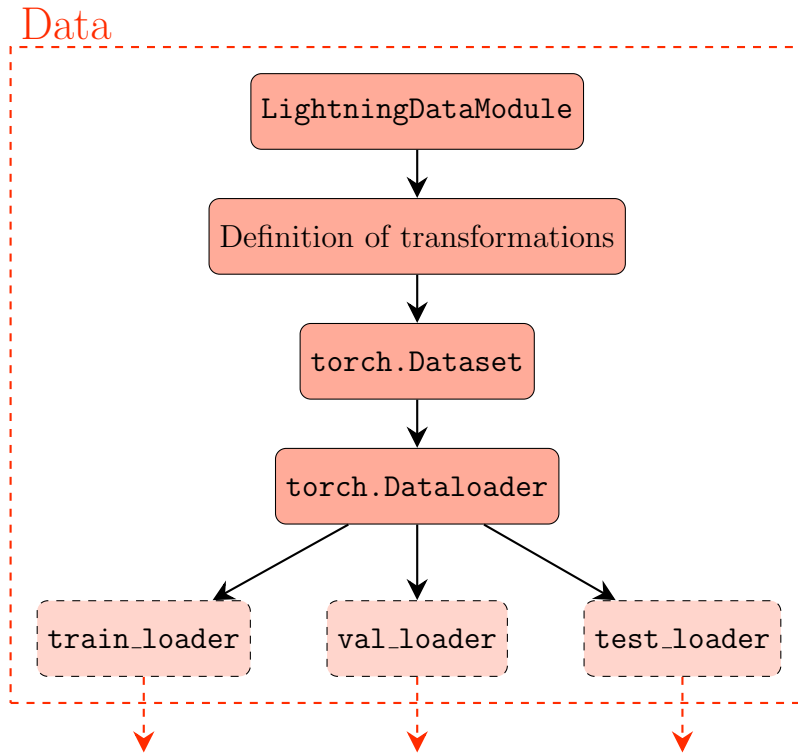 Data
LightningDataModule
Definition of transformations
torch.Dataset
torch.Dataloader
train_loader val_loader test_loader